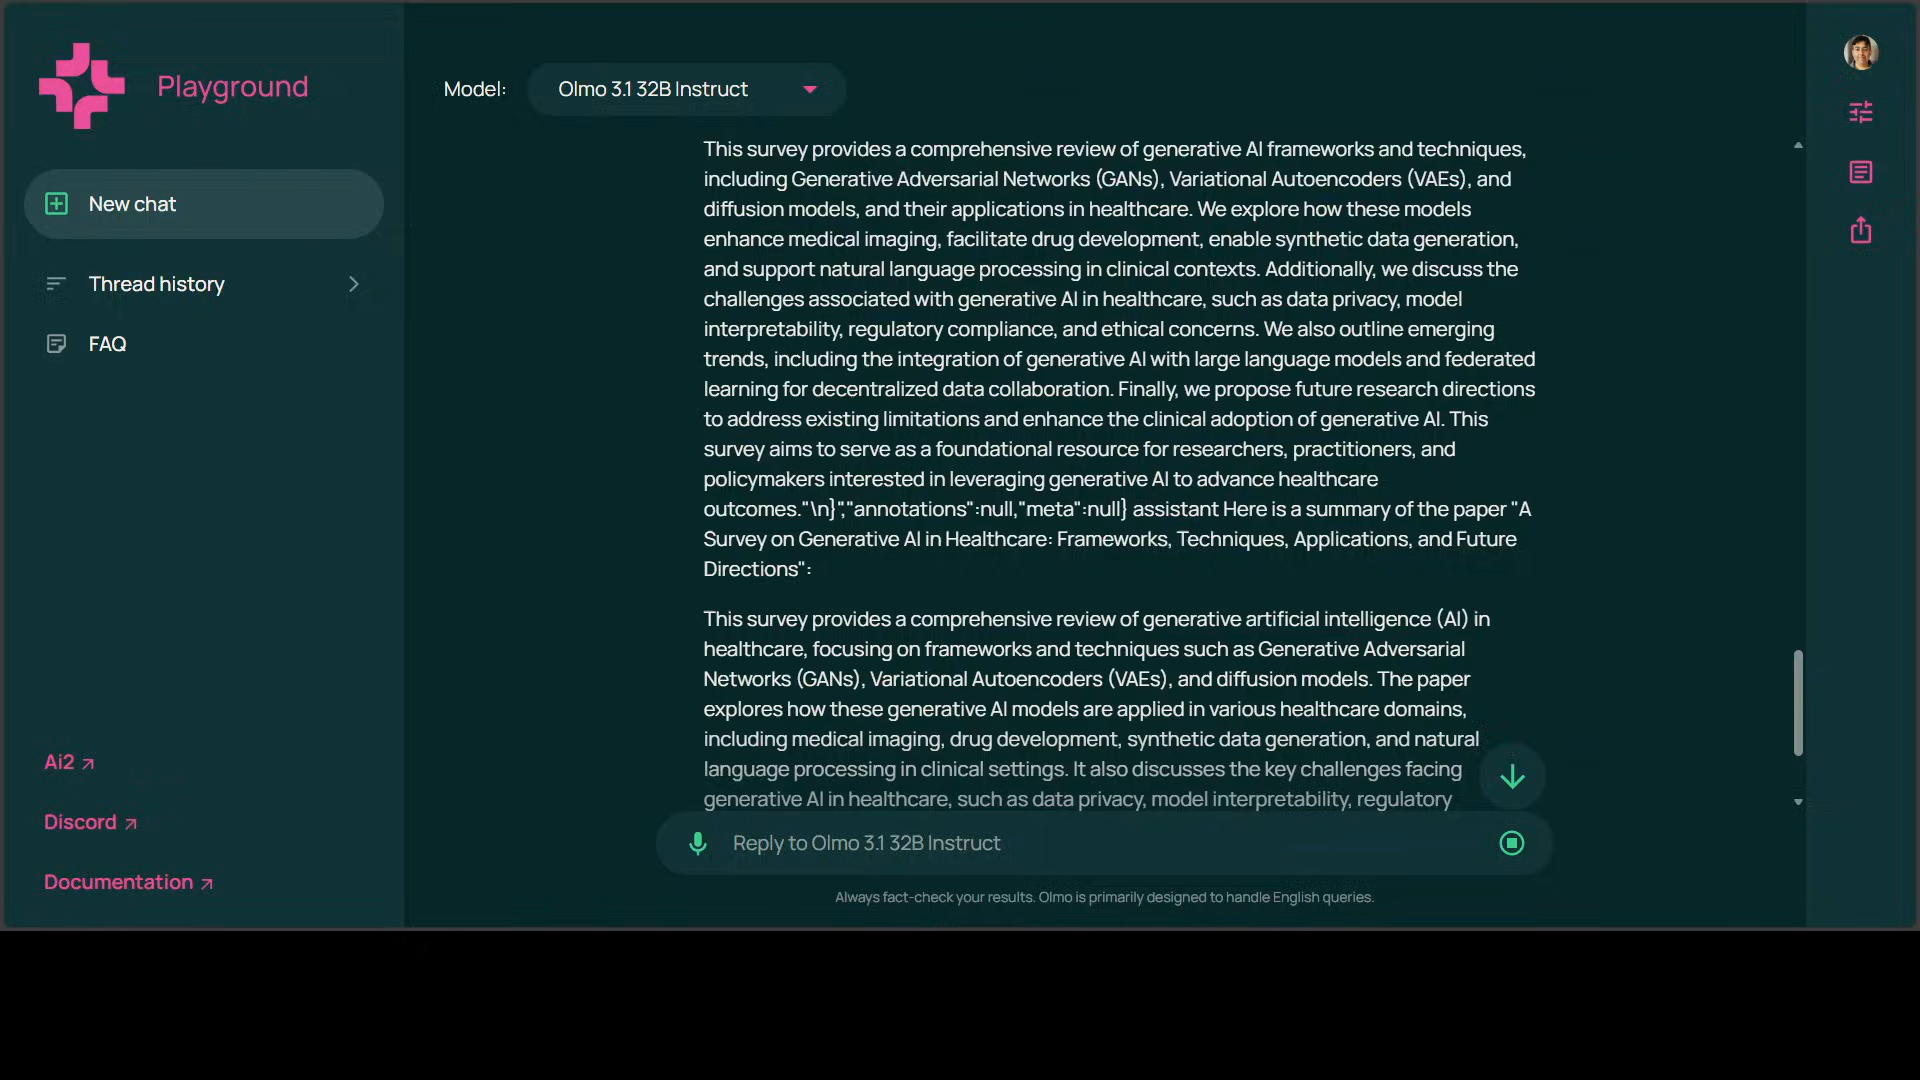 Playground
New chat
Thread history
FAQ
Ai2
Discord
Documentation
Model: Olmo 3.1 32B Instruct
This survey provides a comprehensive review of generative AI frameworks and techniques,
including Generative Adversarial Networks (GANs), Variational Autoencoders (VAEs), and
diffusion models, and their applications in healthcare. We explore how these models
enhance medical imaging, facilitate drug development, enable synthetic data generation,
and support natural language processing in clinical contexts. Additionally, we discuss the
challenges associated with generative AI in healthcare, such as data privacy, model
interpretability, regulatory compliance, and ethical concerns. We also outline emerging
trends, including the integration of generative AI with large language models and federated
learning for decentralized data collaboration. Finally, we propose future research directions
to address existing limitations and enhance the clinical adoption of generative AI. This
survey aims to serve as a foundational resource for researchers, practitioners, and
policymakers interested in leveraging generative AI to advance healthcare
outcomes."\n}","annotations":null,"meta":null} assistant Here is a summary of the paper "A
Survey on Generative AI in Healthcare: Frameworks, Techniques, Applications, and Future
Directions":
This survey provides a comprehensive review of generative artificial intelligence (AI) in
healthcare, focusing on frameworks and techniques such as Generative Adversarial
Networks (GANs), Variational Autoencoders (VAEs), and diffusion models. The paper
explores how these generative AI models are applied in various healthcare domains,
including medical imaging, drug development, synthetic data generation, and natural
language processing in clinical settings. It also discusses the key challenges facing
generative AI in healthcare, such as data privacy, model interpretability, regulatory
Reply to Olmo 3.1 32B Instruct
Always fact-check your results. Olmo is primarily designed to handle English queries.